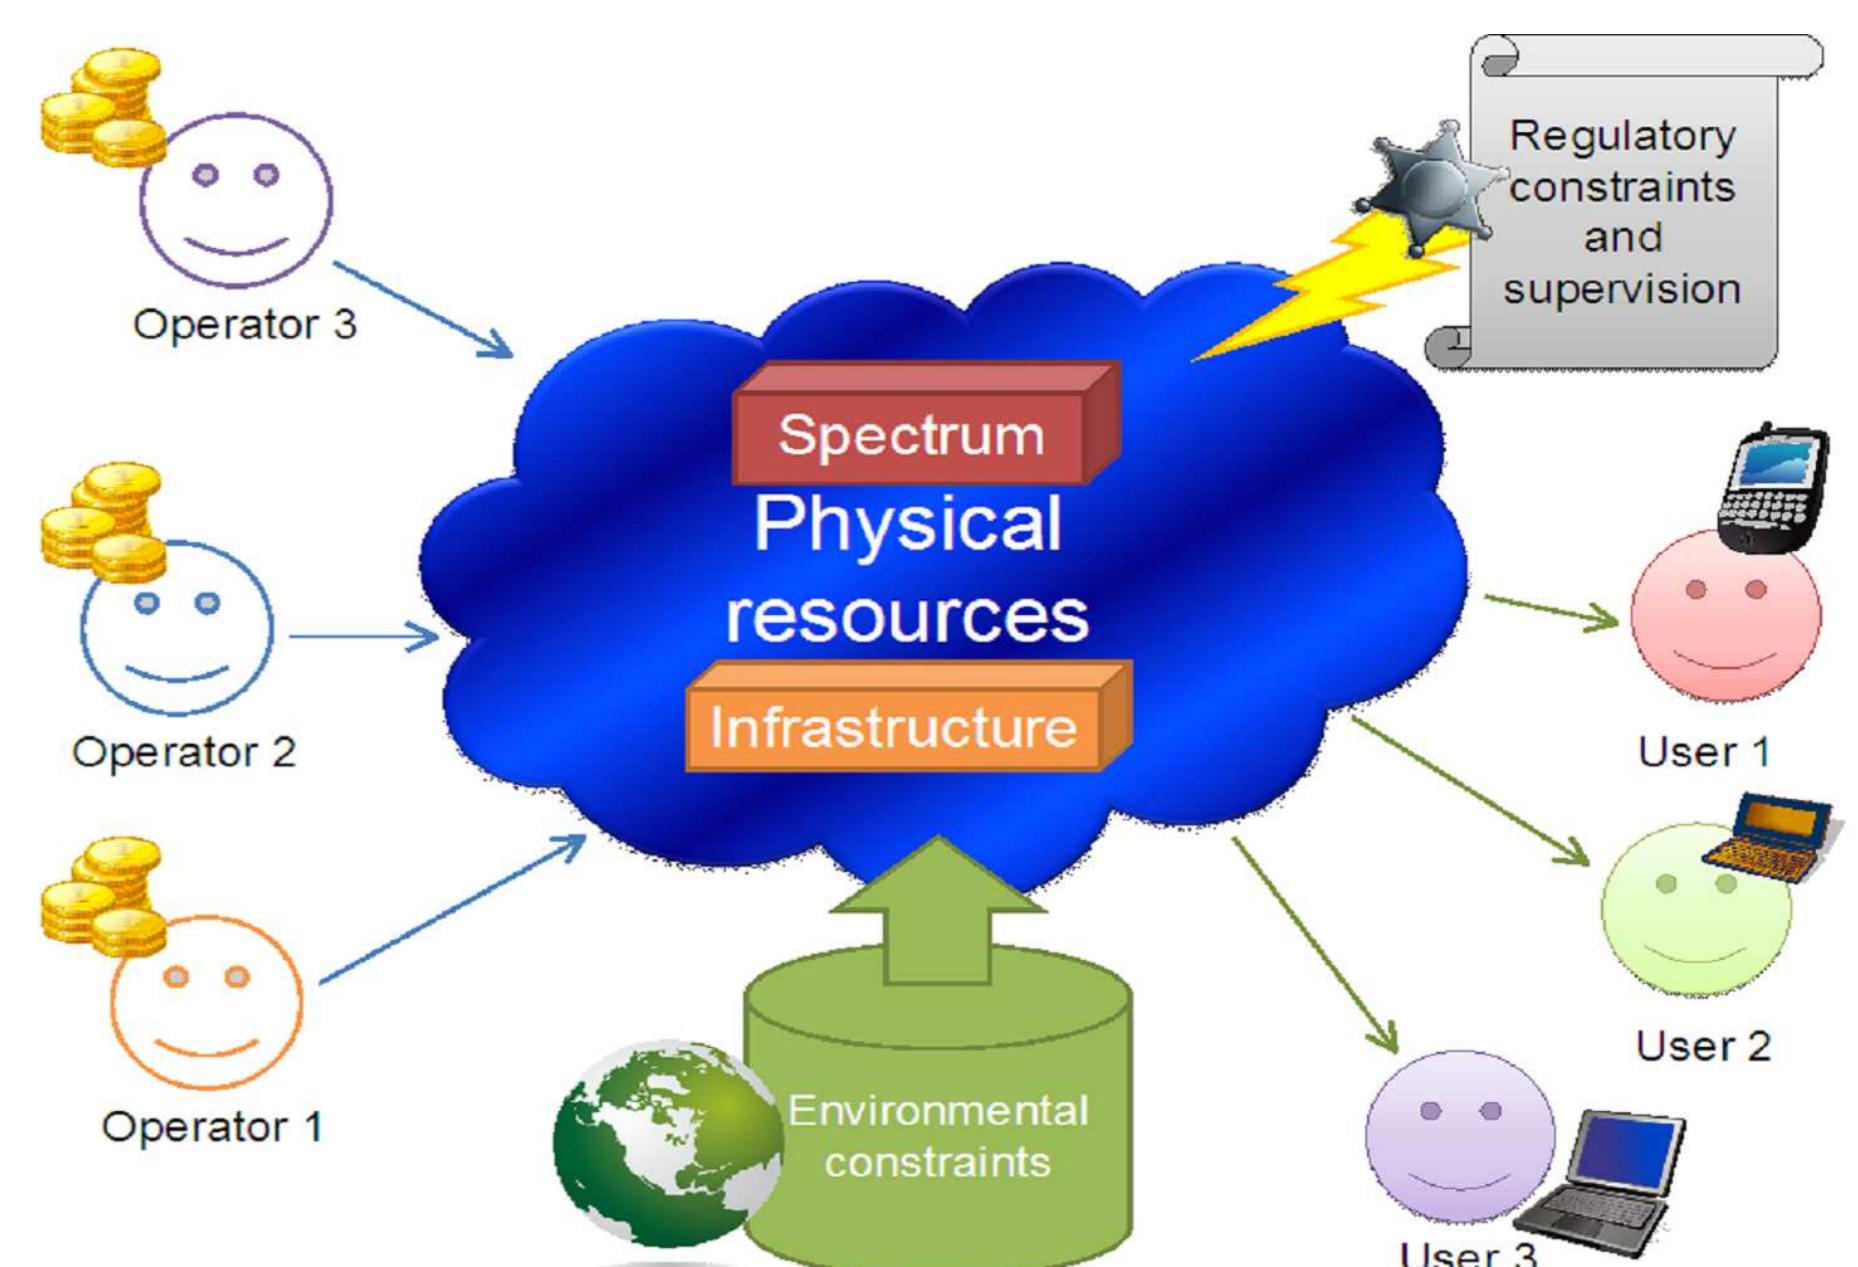 Regulatory
constraints
and
supervision
Operator 3
Spectrum
Physical
resources
Infrastructure
Operator 2
User 1
Operator 1
User 2
Environmental
constraints
User 3